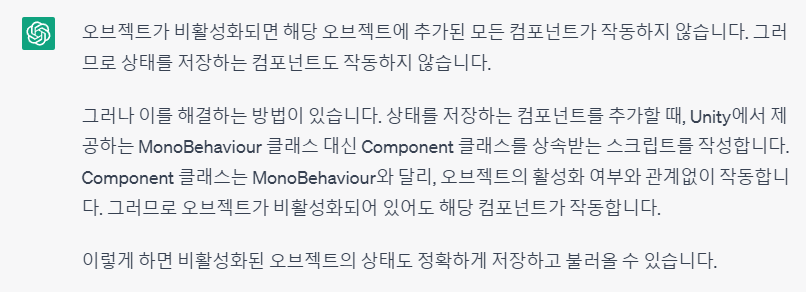 오브젝트가 비활성화되면 해당 오브젝트에 추가된 모든 컴포넌트가 작동하지 않습니다. 그러
므로 상태를 저장하는 컴포넌트도 작동하지 않습니다.
그러나 이를 해결하는 방법이 있습니다. 상태를 저장하는 컴포넌트를 추가할 때, Unity에서 제
공하는 MonoBehaviour 클래스 대신 Component 클래스를 상속받는 스크립트를 작성합니다.
Component 클래스는 MonoBehaviour와 달리, 오브젝트의 활성화 여부와 관계없이 작동합니
다. 그러므로 오브젝트가 비활성화되어 있어도 해당 컴포넌트가 작동합니다.
이렇게 하면 비활성화된 오브젝트의 상태도 정확하게 저장하고 불러올 수 있습니다.